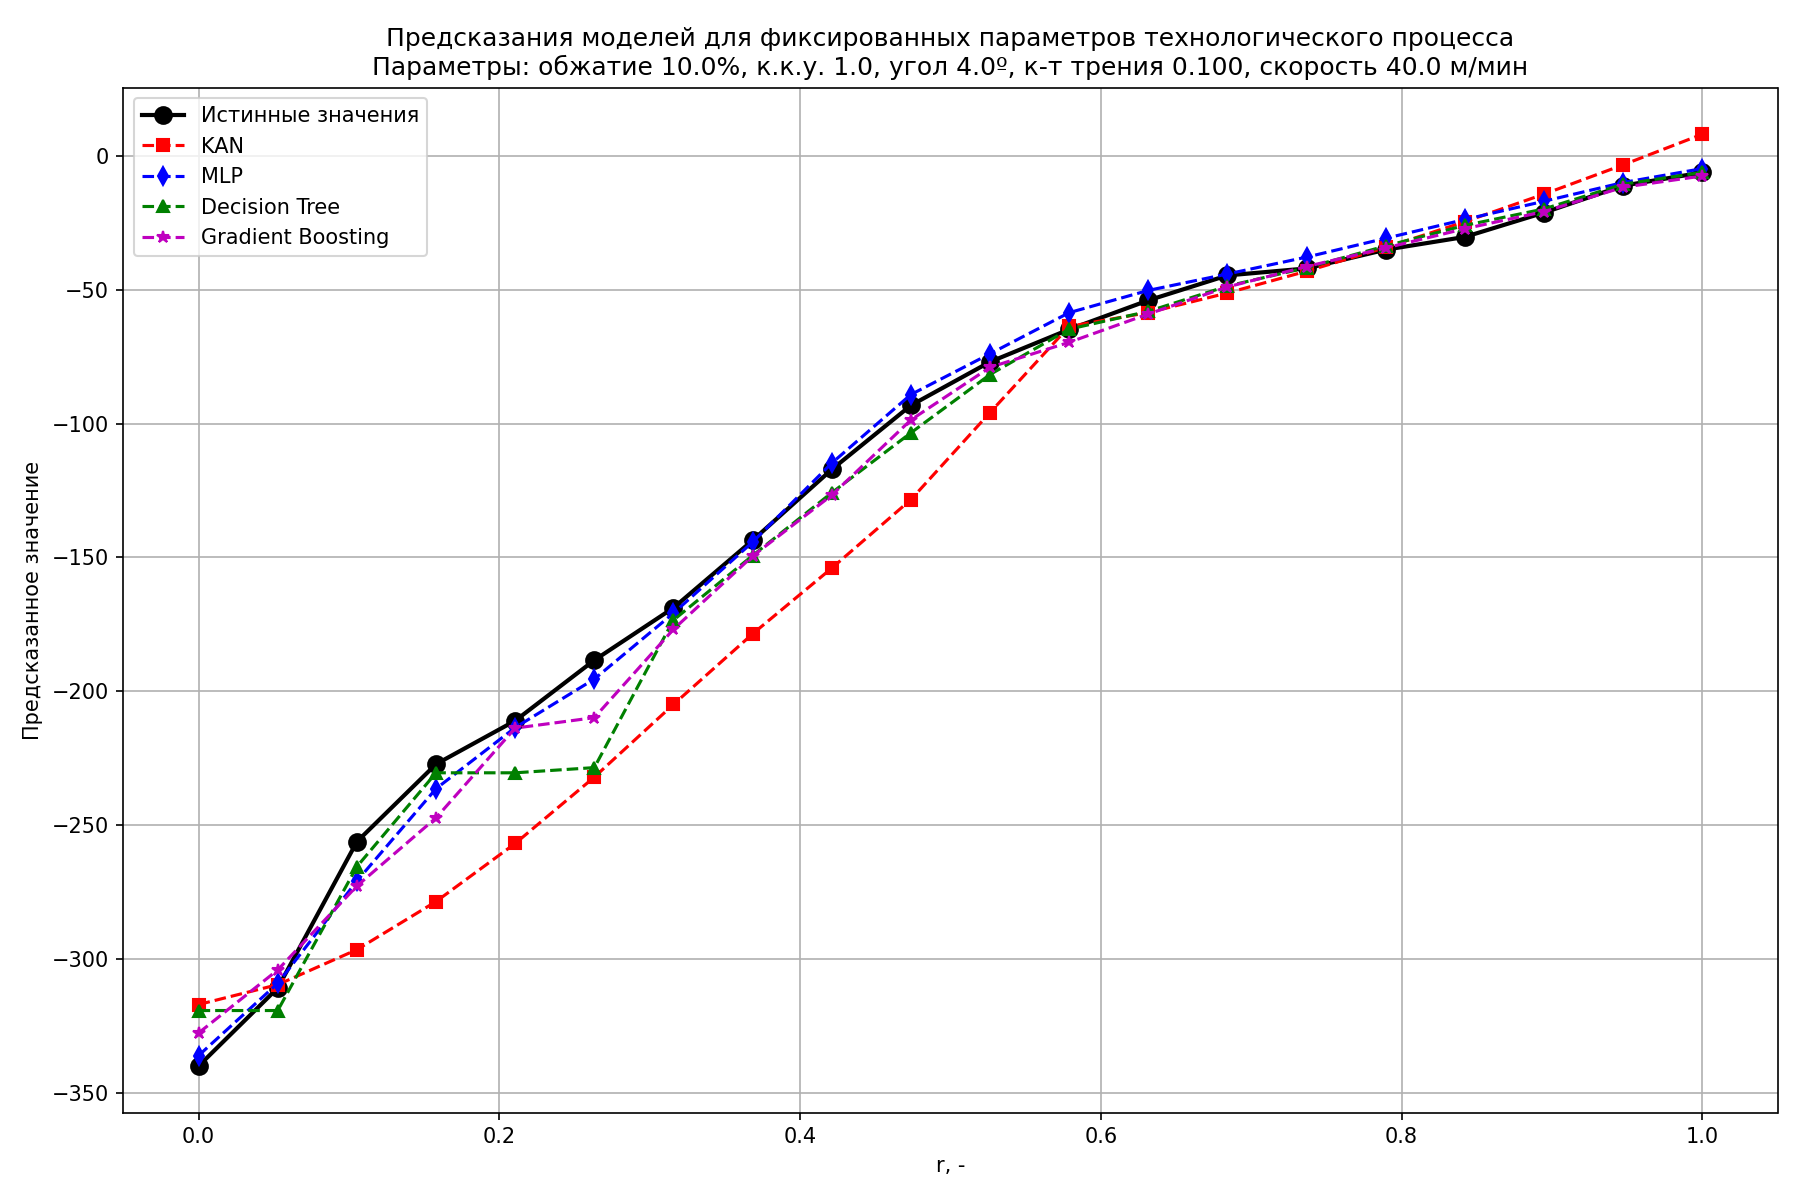 Предсказания моделей для фиксированных параметров технологического процесса
Параметры: обжатие 10.0%, к.к.у. 1.0, угол 4.0º, к-т трения 0.100, скорость 40.0 м/мин
Истинные значения
KAN
MLP
Decision Tree
Gradient Boosting
Предсказанное значение
0
−50
−100
−150
−200
−250
−300
−350
0.0 0.2 0.4 0.6 0.8 1.0
r, -